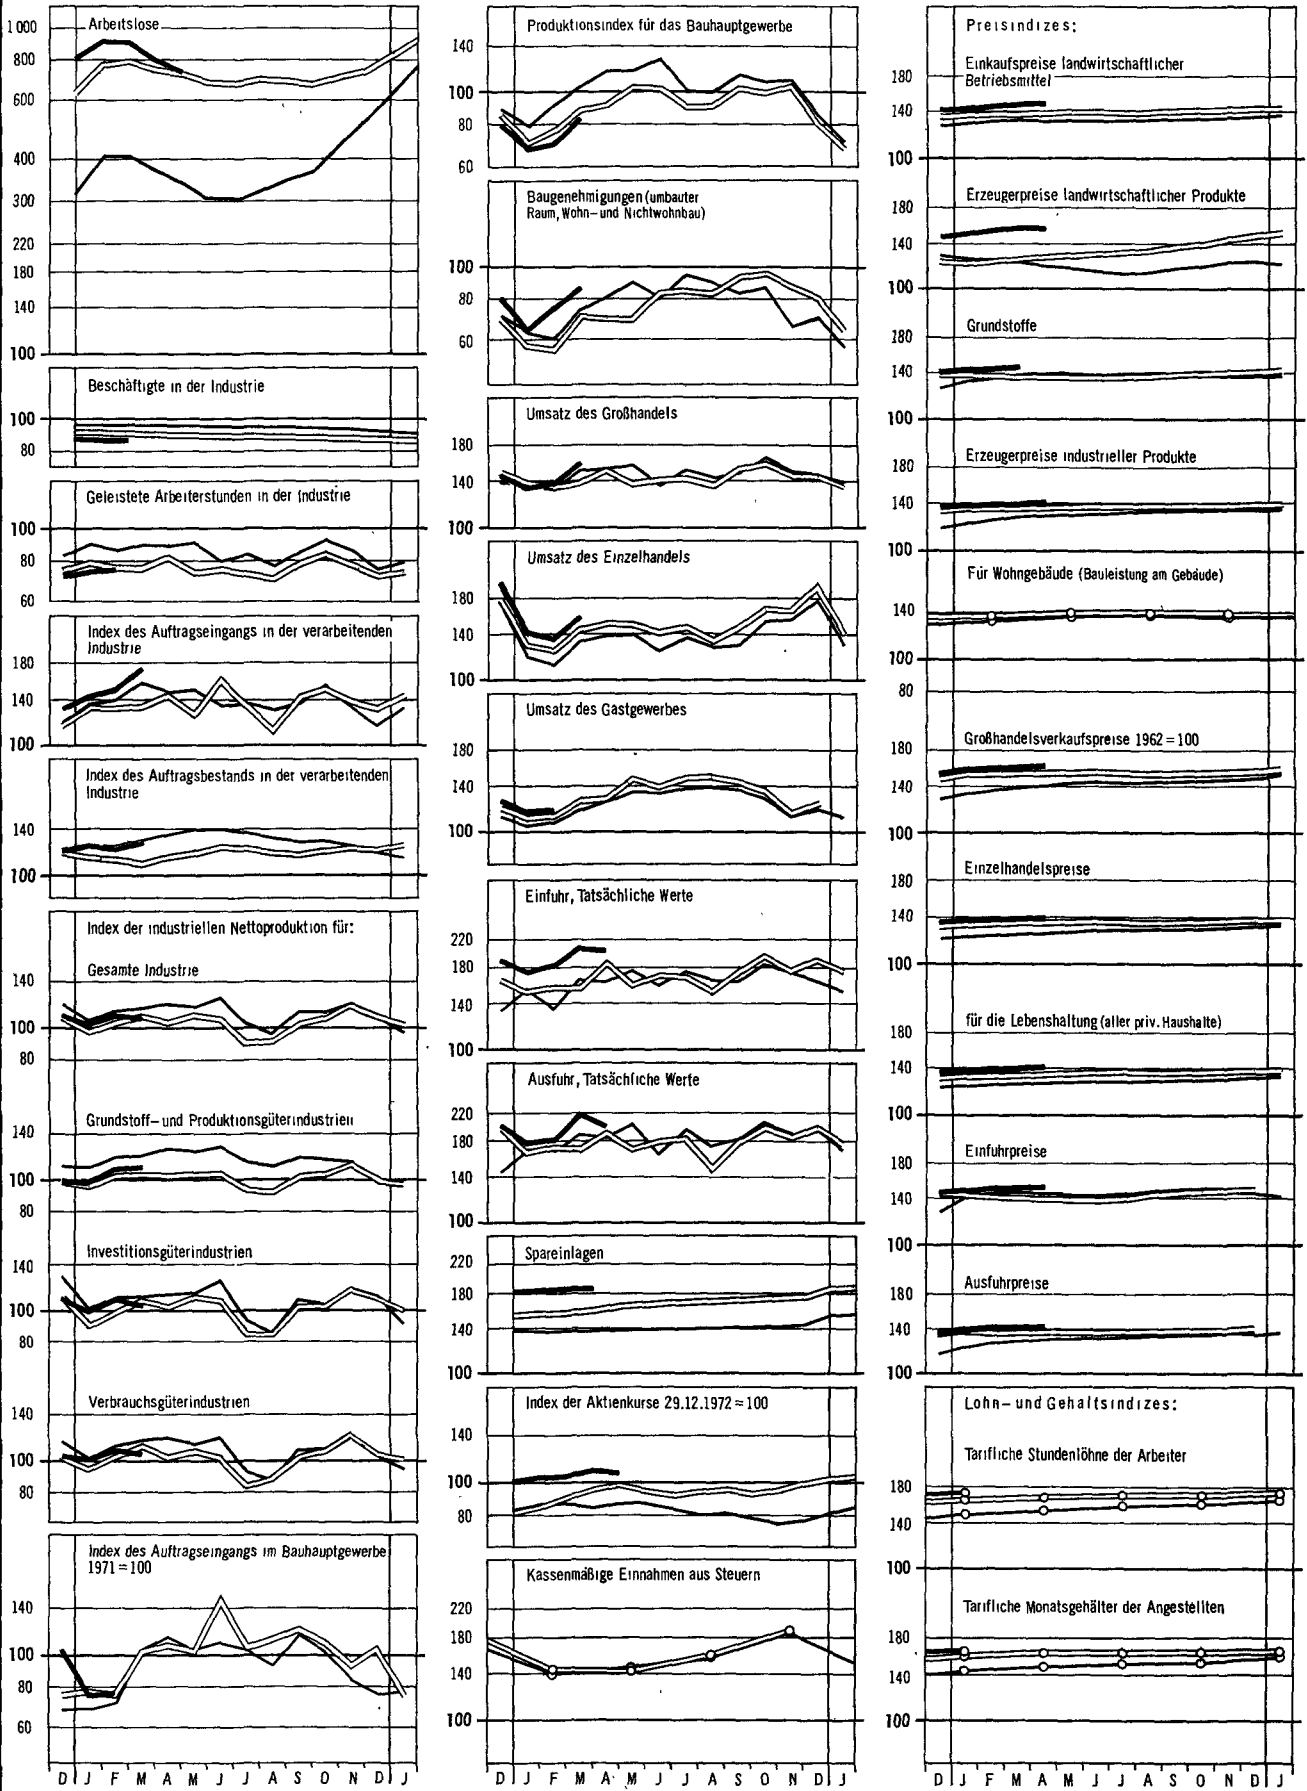 Arbeitslose
1 000
800
600
400
300
220
180
140
100
Beschäftigte in der Industrie
100
80
Geleistete Arbeiterstunden in der Industrie
100
80
60
Index des Auftragseingangs in der verarbeitenden
Industrie
180
140
100
Index des Auftragsbestands in der verarbeitenden
Industrie
140
100
Index der industriellen Nettoproduktion für:
Gesamte Industrie
140
100
80
Grundstoff- und Produktionsgüterindustrien
140
100
80
Investitionsgüterindustrien
140
100
80
Verbrauchsgüterindustrien
140
100
80
Index des Auftragseingangs im Bauhauptgewerbe
1971 = 100
140
100
80
60
D J F M A M J J A S O N D J
Produktionsindex für das Bauhauptgewerbe
140
100
80
60
Baugenehmigungen (umbauter
Raum, Wohn- und Nichtwohnbau)
100
80
60
Umsatz des Großhandels
180
140
100
Umsatz des Einzelhandels
180
140
100
Umsatz des Gastgewerbes
180
140
100
Einfuhr, Tatsächliche Werte
220
180
140
100
Ausfuhr, Tatsächliche Werte
220
180
140
100
Spareinlagen
220
180
140
100
Index der Aktienkurse 29.12.1972 = 100
140
100
80
Kassenmäßige Einnahmen aus Steuern
220
180
140
100
D J F M A M J J A S O N D J
Preisindizes:
Einkaufspreise landwirtschaftlicher
Betriebsmittel
180
140
100
Erzeugerpreise landwirtschaftlicher Produkte
180
140
100
Grundstoffe
180
140
100
Erzeugerpreise industrieller Produkte
180
140
100
Für Wohngebäude (Bauleistung am Gebäude)
140
100
80
Großhandelsverkaufspreise 1962 = 100
180
140
100
Einzelhandelspreise
180
140
100
für die Lebenshaltung (aller priv. Haushalte)
180
140
100
Einfuhrpreise
180
140
100
Ausfuhrpreise
180
140
100
Lohn- und Gehaltsindizes:
Tarifliche Stundenlöhne der Arbeiter
180
140
100
Tarifliche Monatsgehälter der Angestellten
180
140
100
D J F M A M J J A S O N D J